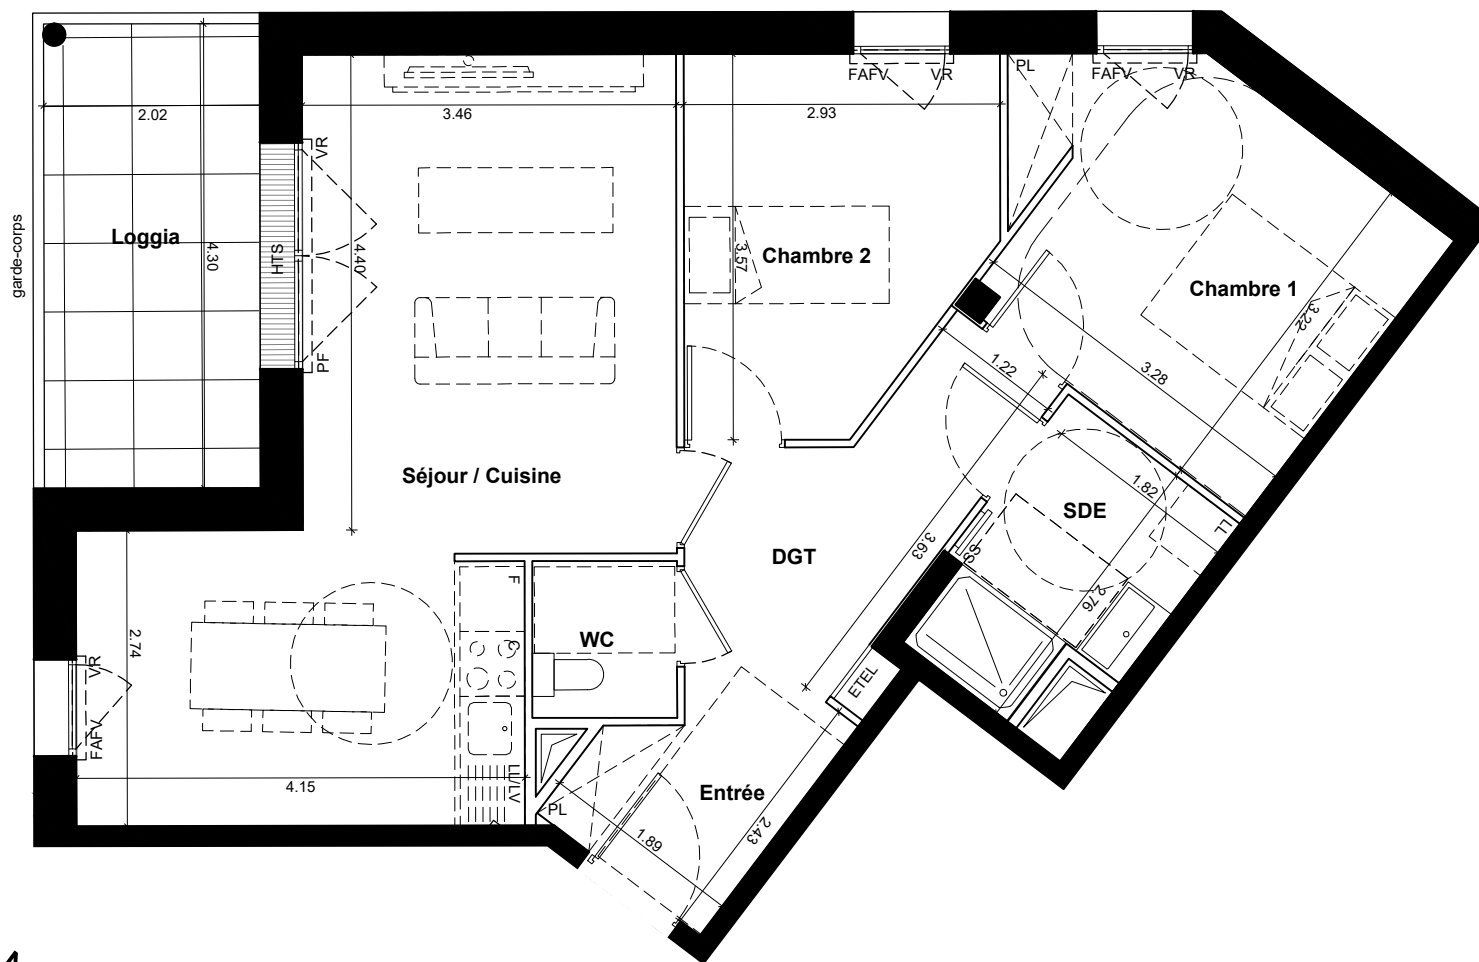 FAFV
VR
PL
FAFV
VR
2.02
3.46
2.93
VR
garde-corps
Loggia
4.30
HTS
4.40
3.57
Chambre 2
Chambre 1
3.22
PF
1.22
3.28
Séjour / Cuisine
1.82
SDE
LL
3.63
SS
DGT
F
2.76
C
WC
2.74
VR
ETEL
FAFV
4.15
LL/LV
PL
Entrée
1.89
2.43